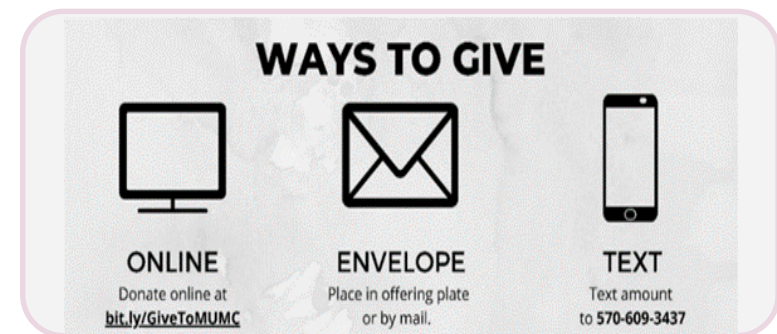 WAYS TO GIVE
ONLINE
Donate online at
bit.ly/GiveToMUMC
ENVELOPE
Place in offering plate
or by mail.
TEXT
Text amount
to 570-609-3437